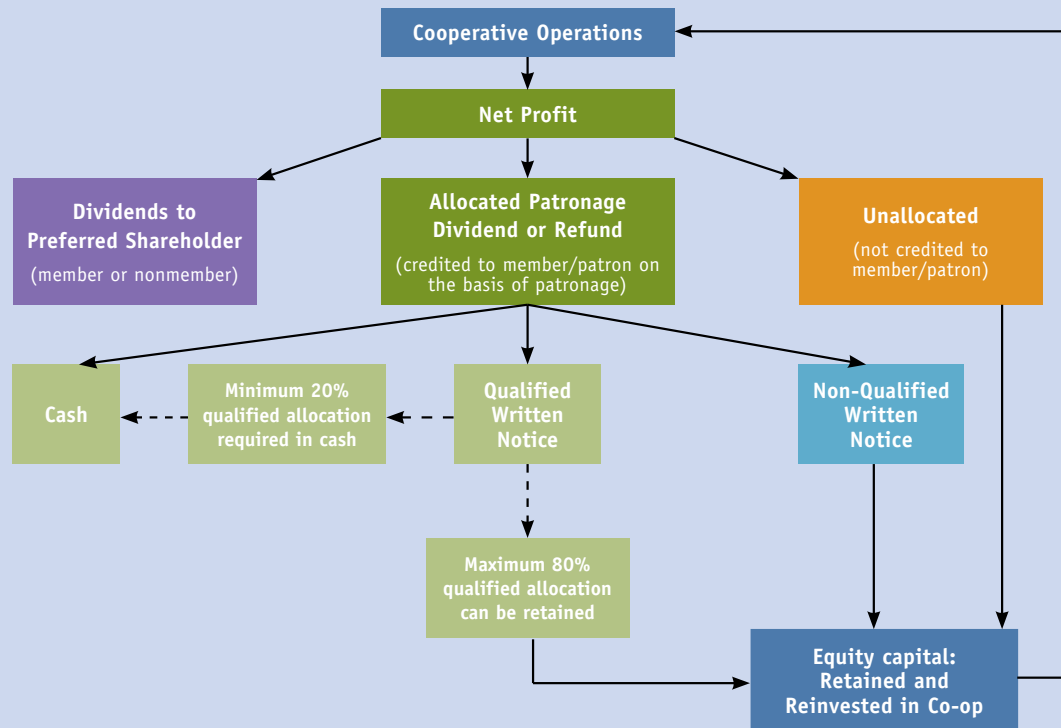 Cooperative Operations
Net Profit
Dividends to
Preferred Shareholder
(member or nonmember)
Allocated Patronage
Dividend or Refund
(credited to member/patron on
the basis of patronage)
Unallocated
(not credited to
member/patron)
Cash
Minimum 20%
qualified allocation
required in cash
Qualified
Written
Notice
Non-Qualified
Written
Notice
Maximum 80%
qualified allocation
can be retained
Equity capital:
Retained and
Reinvested in Co-op